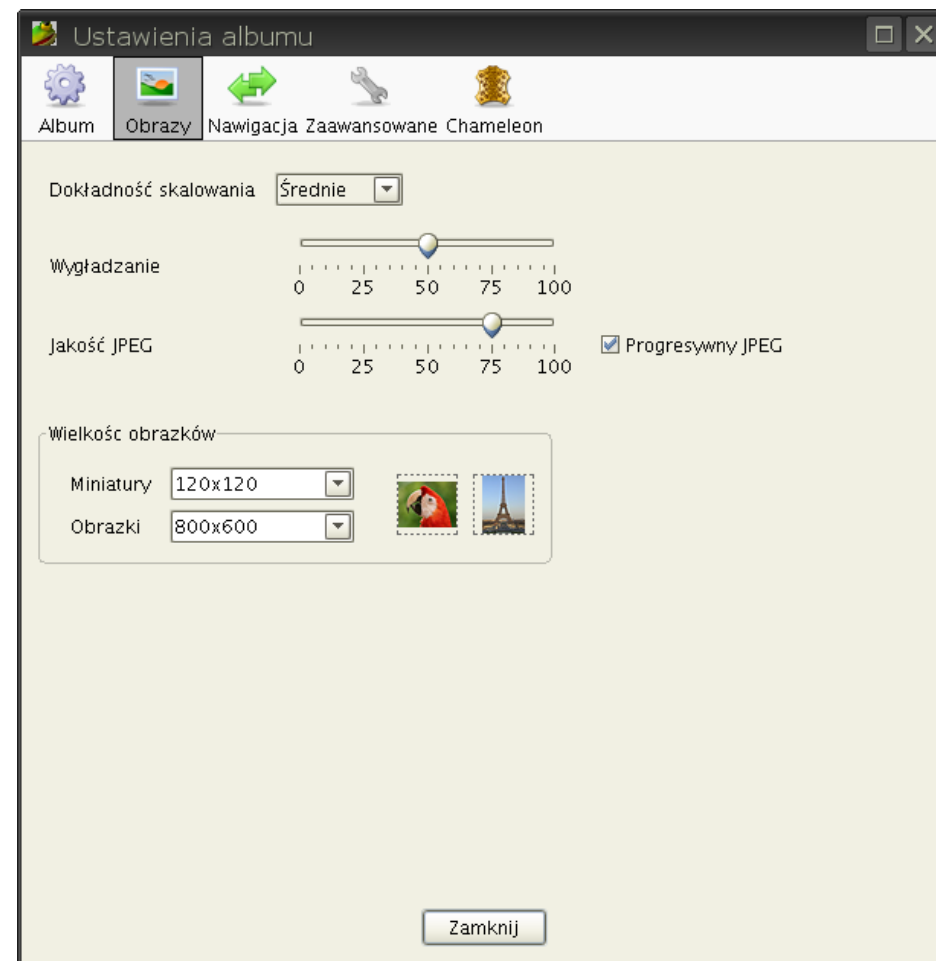 Ustawienia albumu
Album Obrazy Nawigacja Zaawansowane Chameleon
Dokładność skalowania Średnie
Wygładzanie
0 25 50 75 100
Jakość JPEG Progresywny JPEG
0 25 50 75 100
Wielkośc obrazków
Miniatury 120x120
Obrazki 800x600
Zamknij